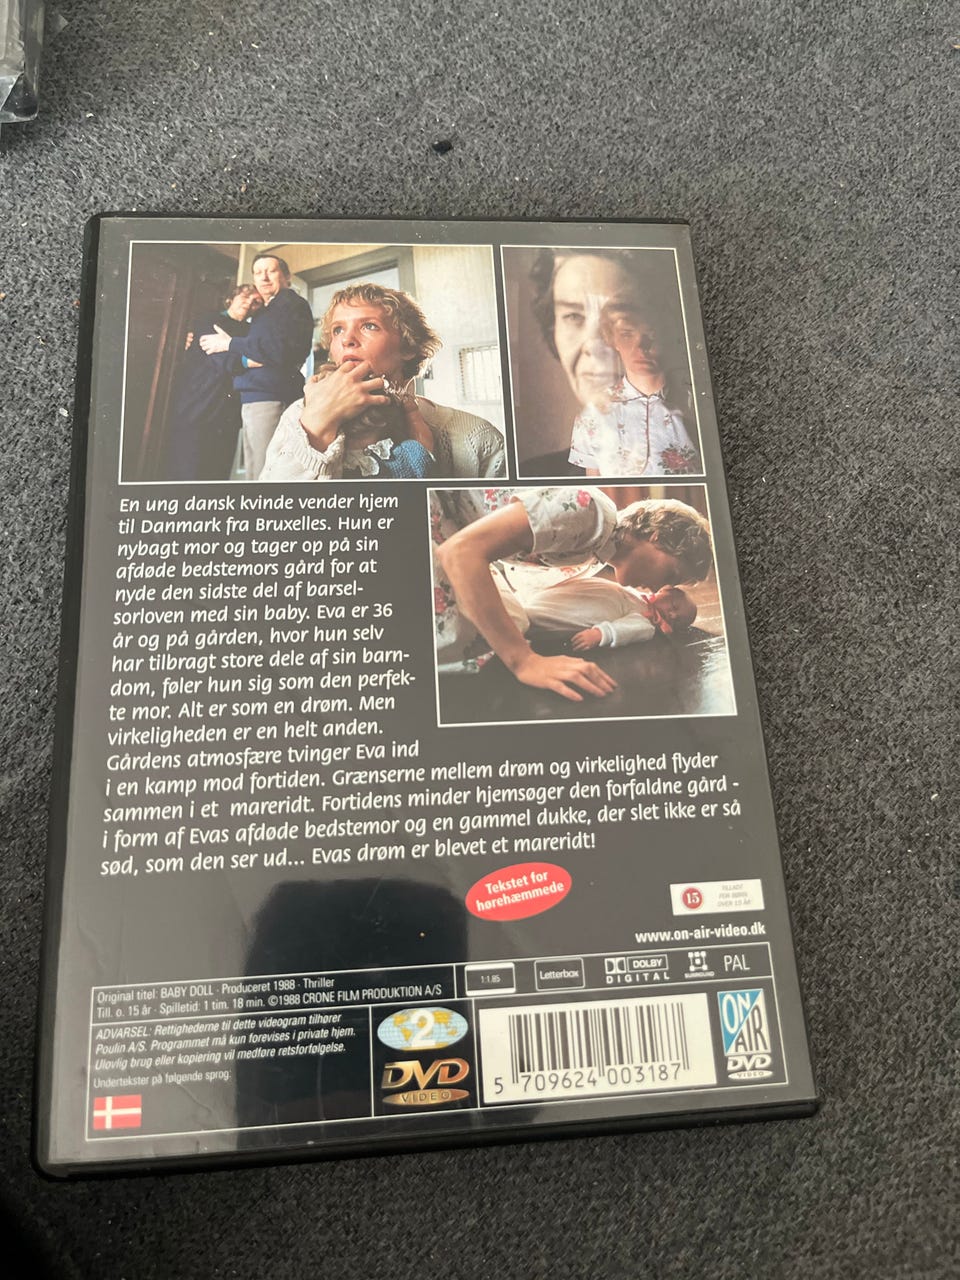 En ung dansk kvinde vender hjem
til Danmark fra Bruxelles. Hun er
nybagt mor og tager op på sin
afdøde bedstemors gård for at
nyde den sidste del af barsel-
sorloven med sin baby. Eva er 36
år og på gården, hvor hun selv
har tilbragt store dele af sin barn-
dom, føler hun sig som den perfek-
te mor. Alt er som en drøm. Men
virkeligheden er en helt anden.
Gårdens atmosfære tvinger Eva ind
i en kamp mod fortiden. Grænserne mellem drøm og virkelighed flyder
sammen i et mareridt. Fortidens minder hjemsøger den forfaldne gård -
i form af Evas afdøde bedstemor og en gammel dukke, der slet ikke er så
sød, som den ser ud... Evas drøm er blevet et mareridt!
Tekstet for
hørehæmmede
15
TILLADT
FOR BØRN
OVER 15 ÅR
www.on-air-video.dk
Original titel: BABY DOLL · Produceret 1988 · Thriller
Till. o. 15 år · Spilletid: 1 tim. 18 min. ©1988 CRONE FILM PRODUKTION A/S
1:1.85
Letterbox
DOLBY
DIGITAL
SURROUND
PAL
ADVARSEL: Rettighederne til dette videogram tilhører
Poulin A/S. Programmet må kun forevises i private hjem.
Ulovlig brug eller kopiering vil medføre retsforfølgelse.
Undertekster på følgende sprog:
2
DVD
VIDEO
5 709624 003187
ON
AIR
DVD
VIDEO